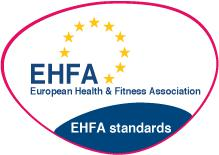 EHFA
European Health & Fitness Association
EHFA standards